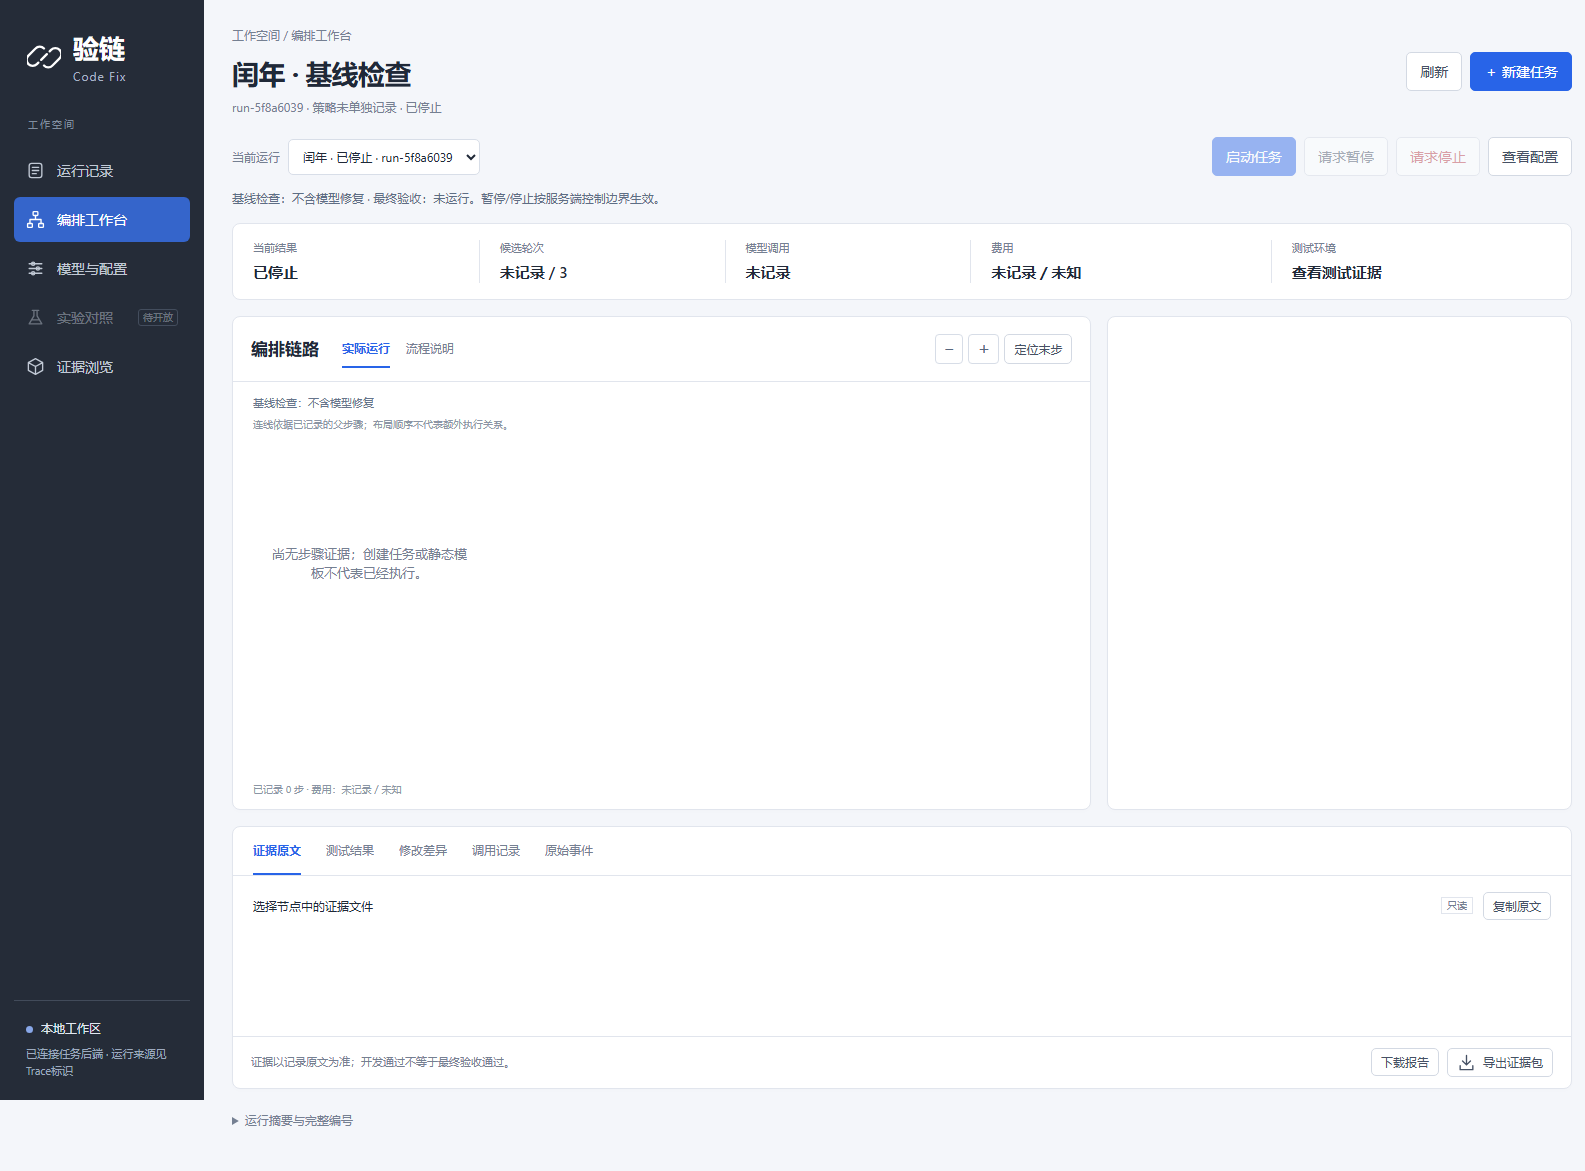 验链
Code Fix
工作空间
运行记录
编排工作台
模型与配置
实验对照 待开放
证据浏览
本地工作区
已连接任务后端 · 运行来源见
Trace标识
工作空间 / 编排工作台
闰年 · 基线检查
run-5f8a6039 · 策略未单独记录 · 已停止
刷新
+ 新建任务
当前运行 闰年 · 已停止 · run-5f8a6039
启动任务 请求暂停 请求停止 查看配置
基线检查：不含模型修复 · 最终验收：未运行。暂停/停止按服务端控制边界生效。
当前结果 候选轮次 模型调用 费用 测试环境
已停止 未记录 / 3 未记录 未记录 / 未知 查看测试证据
编排链路 实际运行 流程说明 − + 定位末步
基线检查：不含模型修复
连线依据已记录的父步骤；布局顺序不代表额外执行关系。
尚无步骤证据；创建任务或静态模
板不代表已经执行。
已记录 0 步 · 费用：未记录 / 未知
证据原文 测试结果 修改差异 调用记录 原始事件
选择节点中的证据文件 只读 复制原文
证据以记录原文为准；开发通过不等于最终验收通过。 下载报告 导出证据包
运行摘要与完整编号